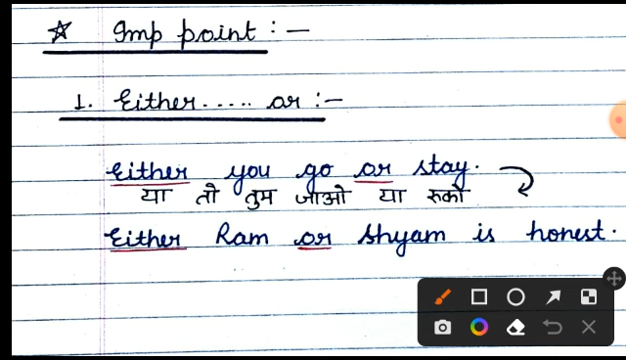 ☆ Imp point : —
1. Either..... or :—
Either you go or stay.
या तो तुम जाओ या रुको
Either Ram or Shyam is honest.